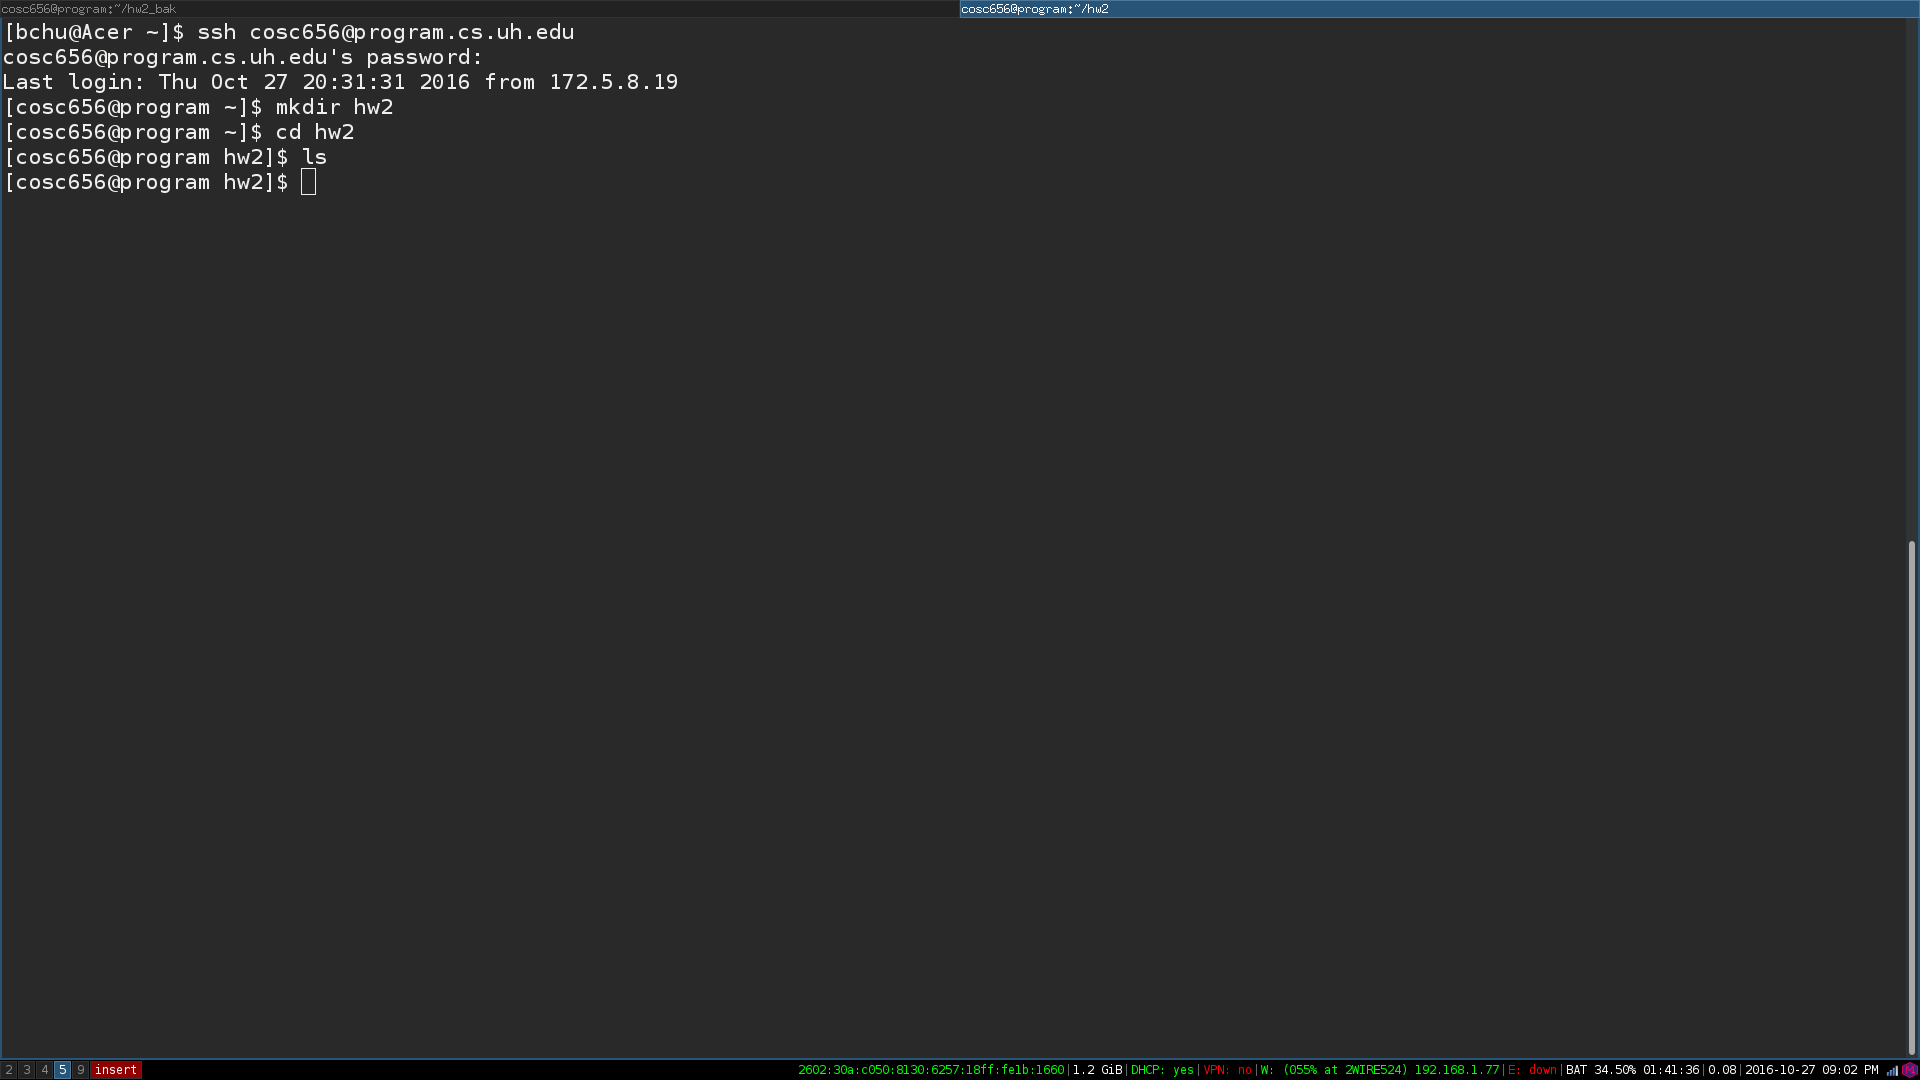 cosc656@program:~/hw2_bak
cosc656@program:~/hw2
[bchu@Acer ~]$ ssh cosc656@program.cs.uh.edu
cosc656@program.cs.uh.edu's password:
Last login: Thu Oct 27 20:31:31 2016 from 172.5.8.19
[cosc656@program ~]$ mkdir hw2
[cosc656@program ~]$ cd hw2
[cosc656@program hw2]$ ls
[cosc656@program hw2]$
2 3 4 5 9 insert
2602:30a:c050:8130:6257:18ff:fe1b:1660|1.2 GiB|DHCP: yes|VPN: no|W: (055% at 2WIRE524) 192.168.1.77|E: down|BAT 34.50% 01:41:36|0.08|2016-10-27 09:02 PM